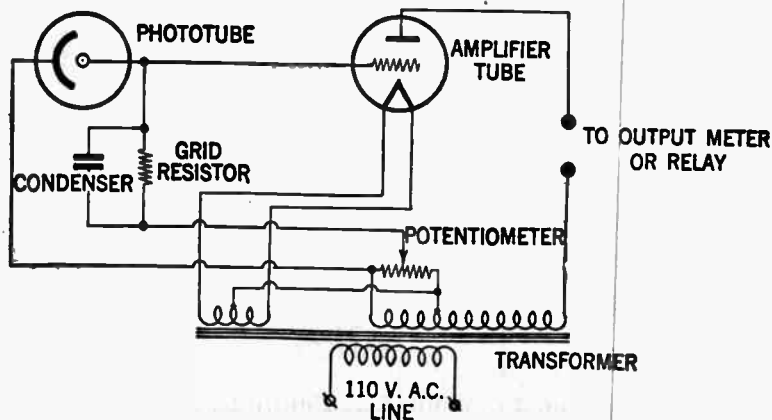 PHOTOTUBE
AMPLIFIER
TUBE
CONDENSER
GRID
RESISTOR
TO OUTPUT METER
OR RELAY
POTENTIOMETER
TRANSFORMER
110 V. A.C.
LINE